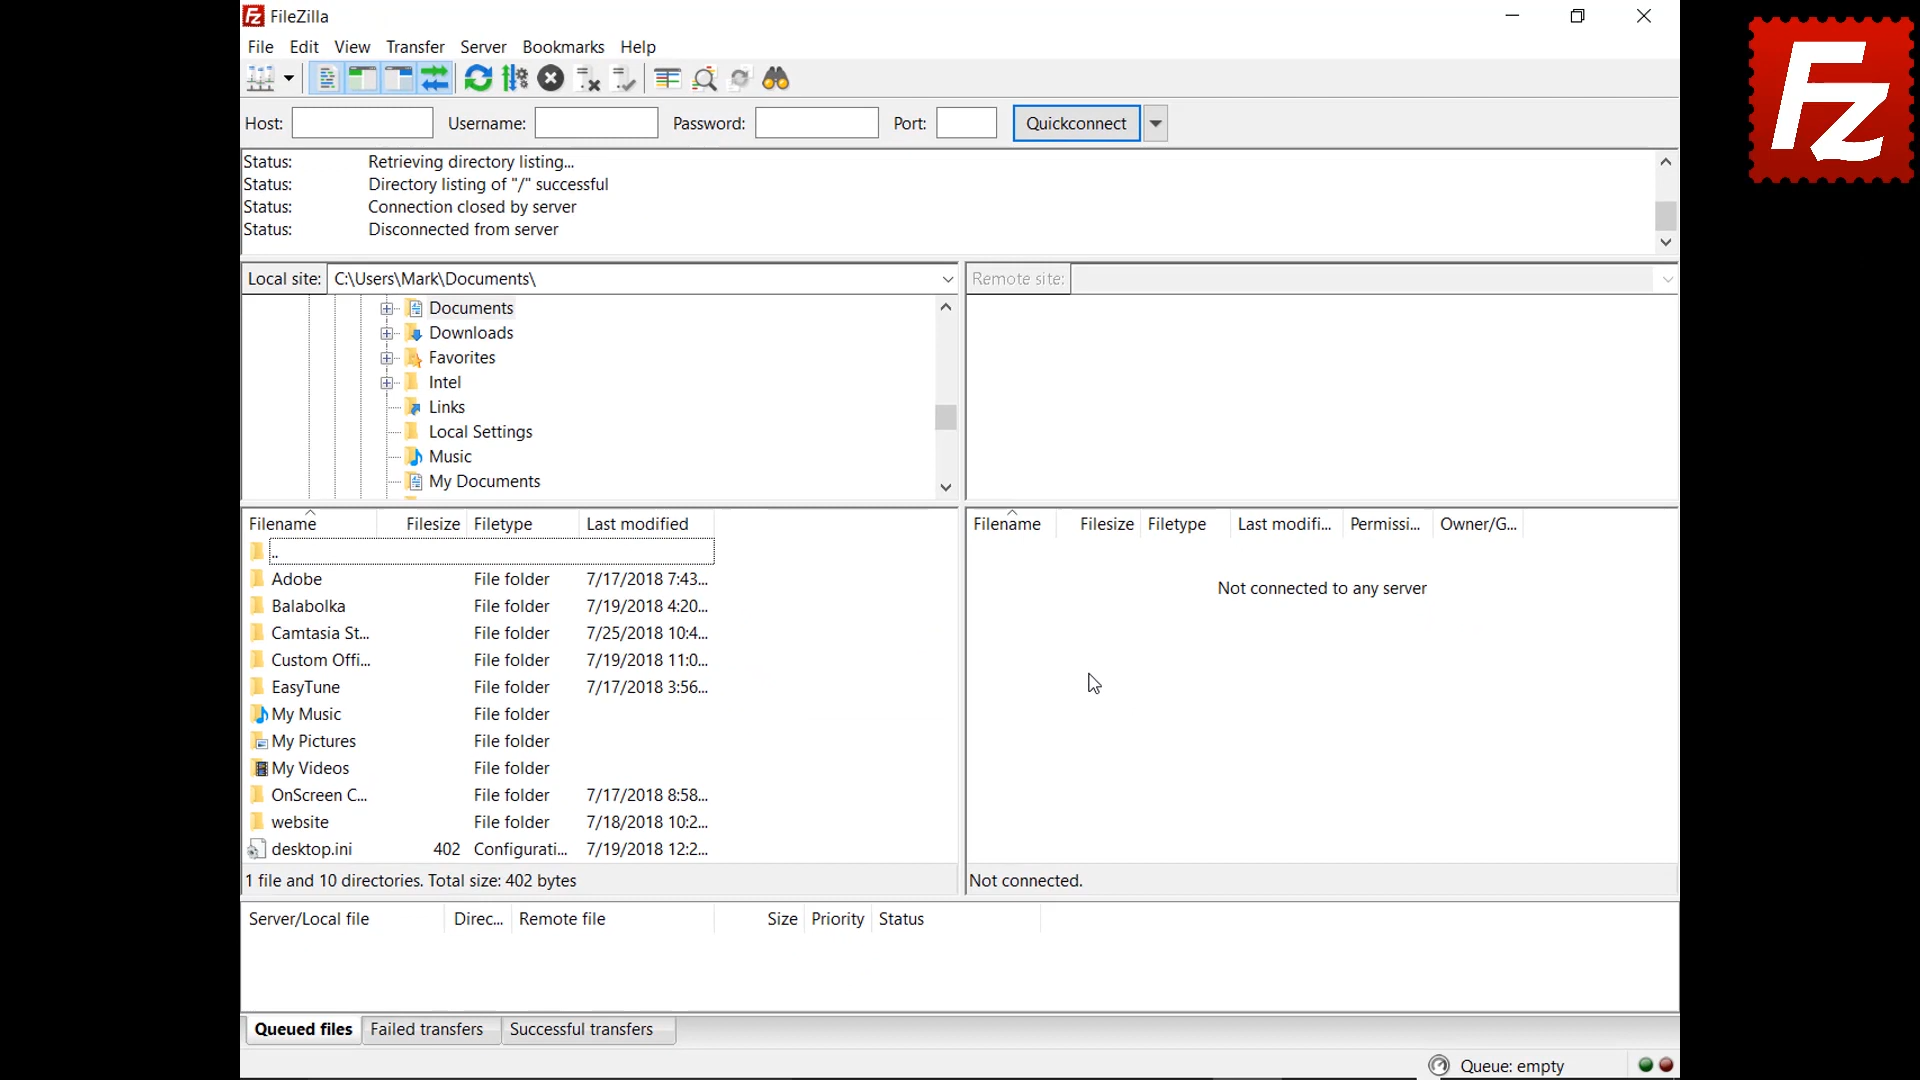 FileZilla
File Edit View Transfer Server Bookmarks Help
Host: Username: Password: Port: Quickconnect
Status: Retrieving directory listing...
Status: Directory listing of "/" successful
Status: Connection closed by server
Status: Disconnected from server
Local site: C:\Users\Mark\Documents\
Remote site:
Documents
Downloads
Favorites
Intel
Links
Local Settings
Music
My Documents
Filename Filesize Filetype Last modified
..
Adobe File folder 7/17/2018 7:43...
Balabolka File folder 7/19/2018 4:20...
Camtasia St... File folder 7/25/2018 10:4...
Custom Offi... File folder 7/19/2018 11:0...
EasyTune File folder 7/17/2018 3:56...
My Music File folder
My Pictures File folder
My Videos File folder
OnScreen C... File folder 7/17/2018 8:58...
website File folder 7/18/2018 10:2...
desktop.ini 402 Configurati... 7/19/2018 12:2...
1 file and 10 directories. Total size: 402 bytes
Filename Filesize Filetype Last modifi... Permissi... Owner/G...
Not connected to any server
Not connected.
Server/Local file Direc... Remote file Size Priority Status
Queued files Failed transfers Successful transfers
Queue: empty
Fz